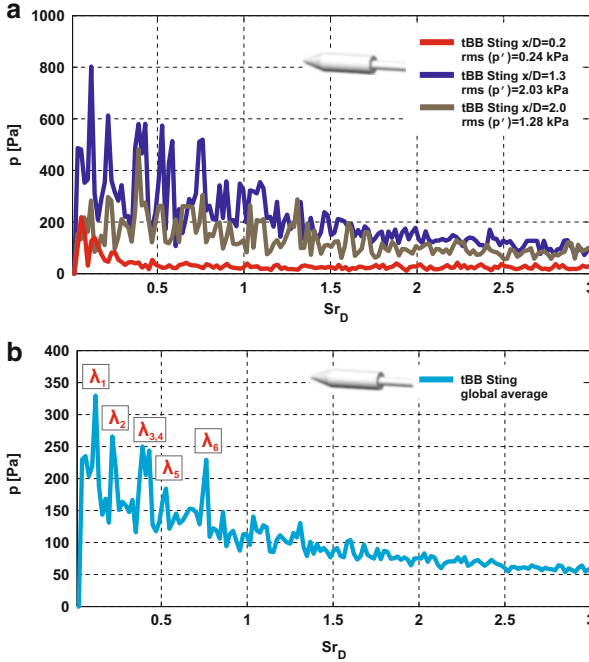 a
1000
800
600
400
200
0
p [Pa]
tBB Sting x/D=0.2
rms (p′)=0.24 kPa
tBB Sting x/D=1.3
rms (p′)=2.03 kPa
tBB Sting x/D=2.0
rms (p′)=1.28 kPa
0.5 1 1.5 2 2.5 3
Sr_D
b
400
350
300
250
200
150
100
50
0
p [Pa]
λ1
λ2
λ3,4
λ5
λ6
tBB Sting
global average
0.5 1 1.5 2 2.5 3
Sr_D